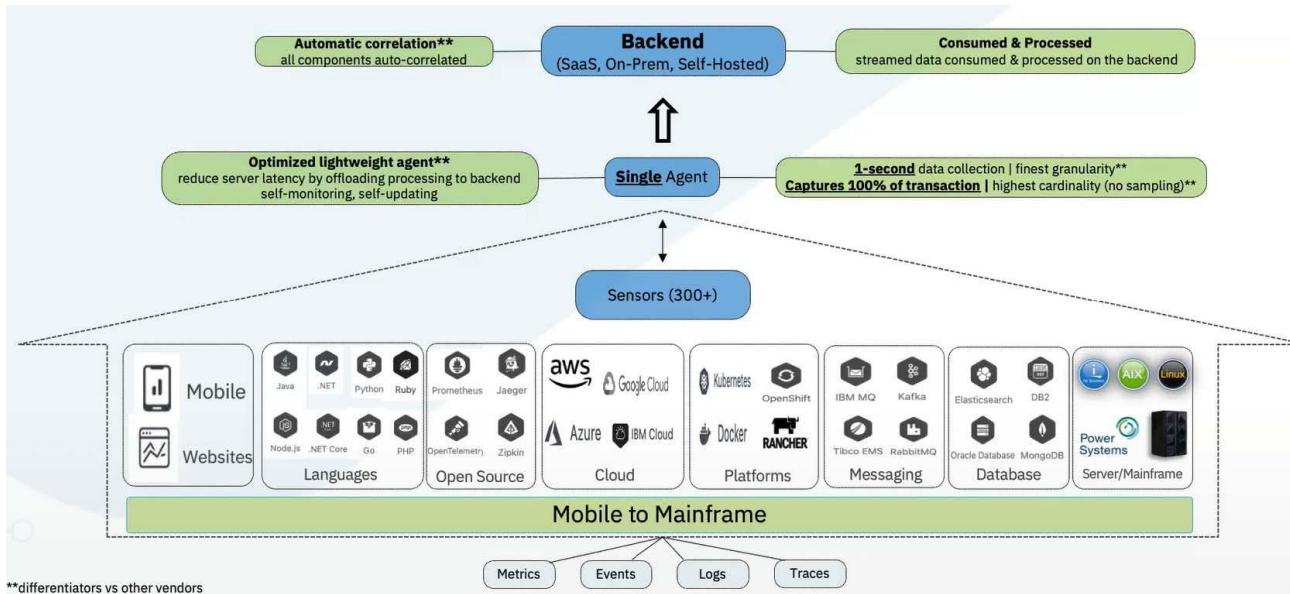 Automatic correlation**
all components auto-correlated
Backend
(SaaS, On-Prem, Self-Hosted)
Consumed & Processed
streamed data consumed & processed on the backend
Optimized lightweight agent**
reduce server latency by offloading processing to backend
self-monitoring, self-updating
Single Agent
1-second data collection | finest granularity**
Captures 100% of transaction | highest cardinality (no sampling)**
Sensors (300+)
Mobile
Websites
Java
.NET
Python
Ruby
Node.js
.NET Core
Go
PHP
Languages
Prometheus
Jaeger
OpenTelemetry
Zipkin
Open Source
aws
Google Cloud
Azure
IBM Cloud
Cloud
Kubernetes
OpenShift
Docker
RANCHER
Platforms
IBM MQ
Kafka
Tibco EMS
RabbitMQ
Messaging
Elasticsearch
DB2
Oracle Database
MongoDB
Database
i
AIX
Linux
Power
Systems
Server/Mainframe
Mobile to Mainframe
Metrics
Events
Logs
Traces
**differentiators vs other vendors